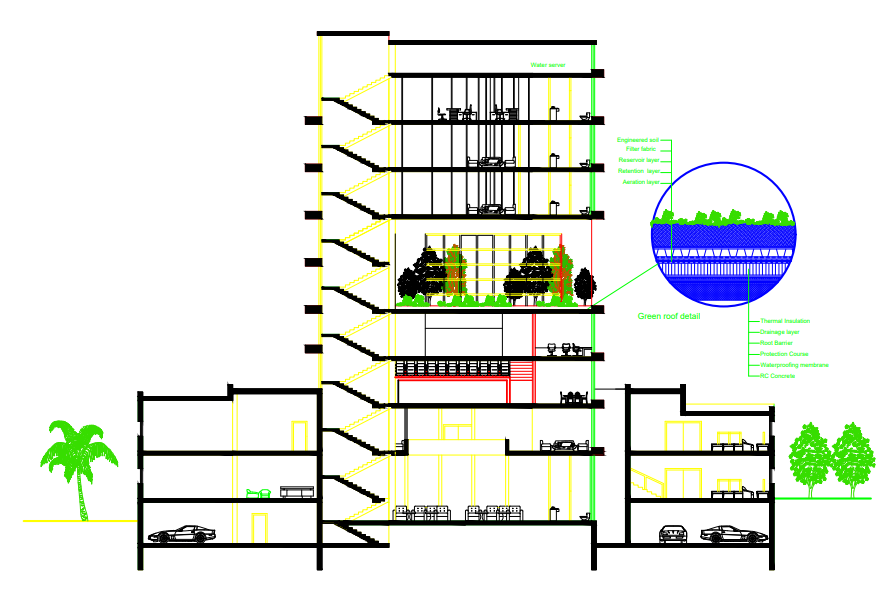 Water server
Engineered soil
Filter fabric
Reservoir layer
Retention layer
Aeration layer
Green roof detail
Thermal Insulation
Drainage layer
Root Barrier
Protection Course
Waterproofing membrane
RC Concrete